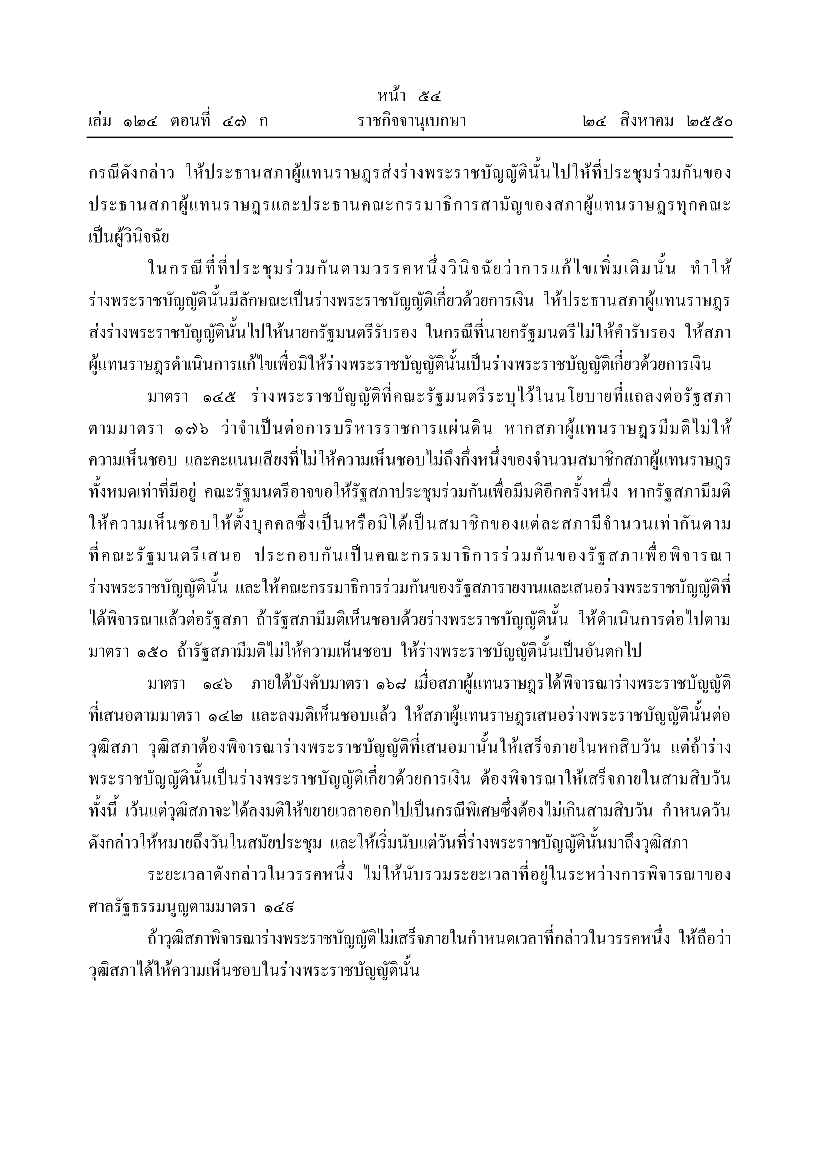 หน้า ๕๔
เล่ม ๑๒๔ ตอนที่ ๔๗ ก ราชกิจจานุเบกษา ๒๔ สิงหาคม ๒๕๕๐
กรณีดังกล่าว ให้ประธานสภาผู้แทนราษฎรส่งร่างพระราชบัญญัตินั้นไปให้ที่ประชุมร่วมกันของ
ประธานสภาผู้แทนราษฎรและประธานคณะกรรมาธิการสามัญของสภาผู้แทนราษฎรทุกคณะ
เป็นผู้วินิจฉัย
ในกรณีที่ที่ประชุมร่วมกันตามวรรคหนึ่งวินิจฉัยว่าการแก้ไขเพิ่มเติมนั้น ทำให้
ร่างพระราชบัญญัตินั้นมีลักษณะเป็นร่างพระราชบัญญัติเกี่ยวด้วยการเงิน ให้ประธานสภาผู้แทนราษฎร
ส่งร่างพระราชบัญญัตินั้นไปให้นายกรัฐมนตรีรับรอง ในกรณีที่นายกรัฐมนตรีไม่ให้คำรับรอง ให้สภา
ผู้แทนราษฎรดำเนินการแก้ไขเพื่อมิให้ร่างพระราชบัญญัตินั้นเป็นร่างพระราชบัญญัติเกี่ยวด้วยการเงิน
มาตรา ๑๔๕ ร่างพระราชบัญญัติที่คณะรัฐมนตรีระบุไว้ในนโยบายที่แถลงต่อรัฐสภา
ตามมาตรา ๑๗๖ ว่าจำเป็นต่อการบริหารราชการแผ่นดิน หากสภาผู้แทนราษฎรมีมติไม่ให้
ความเห็นชอบ และคะแนนเสียงที่ไม่ให้ความเห็นชอบไม่ถึงกึ่งหนึ่งของจำนวนสมาชิกสภาผู้แทนราษฎร
ทั้งหมดเท่าที่มีอยู่ คณะรัฐมนตรีอาจขอให้รัฐสภาประชุมร่วมกันเพื่อมีมติอีกครั้งหนึ่ง หากรัฐสภามีมติ
ให้ความเห็นชอบให้ตั้งบุคคลซึ่งเป็นหรือมิได้เป็นสมาชิกของแต่ละสภามีจำนวนเท่ากันตาม
ที่คณะรัฐมนตรีเสนอ ประกอบกันเป็นคณะกรรมาธิการร่วมกันของรัฐสภาเพื่อพิจารณา
ร่างพระราชบัญญัตินั้น และให้คณะกรรมาธิการร่วมกันของรัฐสภารายงานและเสนอร่างพระราชบัญญัติที่
ได้พิจารณาแล้วต่อรัฐสภา ถ้ารัฐสภามีมติเห็นชอบด้วยร่างพระราชบัญญัตินั้น ให้ดำเนินการต่อไปตาม
มาตรา ๑๕๐ ถ้ารัฐสภามีมติไม่ให้ความเห็นชอบ ให้ร่างพระราชบัญญัตินั้นเป็นอันตกไป
มาตรา ๑๔๖ ภายใต้บังคับมาตรา ๑๖๘ เมื่อสภาผู้แทนราษฎรได้พิจารณาร่างพระราชบัญญัติ
ที่เสนอตามมาตรา ๑๔๒ และลงมติเห็นชอบแล้ว ให้สภาผู้แทนราษฎรเสนอร่างพระราชบัญญัตินั้นต่อ
วุฒิสภา วุฒิสภาต้องพิจารณาร่างพระราชบัญญัติที่เสนอมานั้นให้เสร็จภายในหกสิบวัน แต่ถ้าร่าง
พระราชบัญญัตินั้นเป็นร่างพระราชบัญญัติเกี่ยวด้วยการเงิน ต้องพิจารณาให้เสร็จภายในสามสิบวัน
ทั้งนี้ เว้นแต่วุฒิสภาจะได้ลงมติให้ขยายเวลาออกไปเป็นกรณีพิเศษซึ่งต้องไม่เกินสามสิบวัน กำหนดวัน
ดังกล่าวให้หมายถึงวันในสมัยประชุม และให้เริ่มนับแต่วันที่ร่างพระราชบัญญัตินั้นมาถึงวุฒิสภา
ระยะเวลาดังกล่าวในวรรคหนึ่ง ไม่ให้นับรวมระยะเวลาที่อยู่ในระหว่างการพิจารณาของ
ศาลรัฐธรรมนูญตามมาตรา ๑๔๙
ถ้าวุฒิสภาพิจารณาร่างพระราชบัญญัติไม่เสร็จภายในกำหนดเวลาที่กล่าวในวรรคหนึ่ง ให้ถือว่า
วุฒิสภาได้ให้ความเห็นชอบในร่างพระราชบัญญัตินั้น